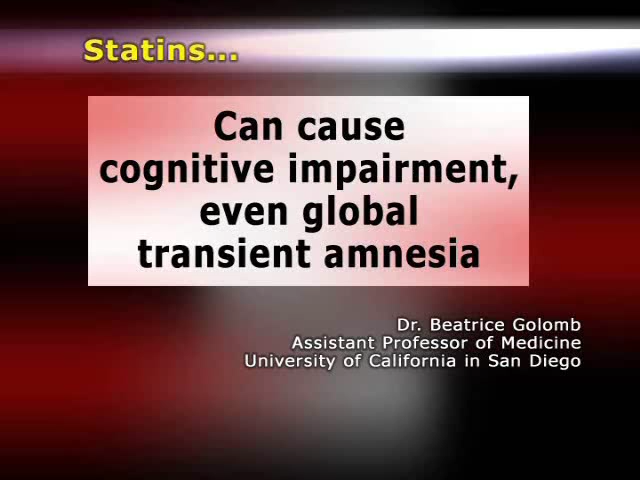 Statins...
Can cause
cognitive impairment,
even global
transient amnesia
Dr. Beatrice Golomb
Assistant Professor of Medicine
University of California in San Diego